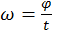 ω = φ/t